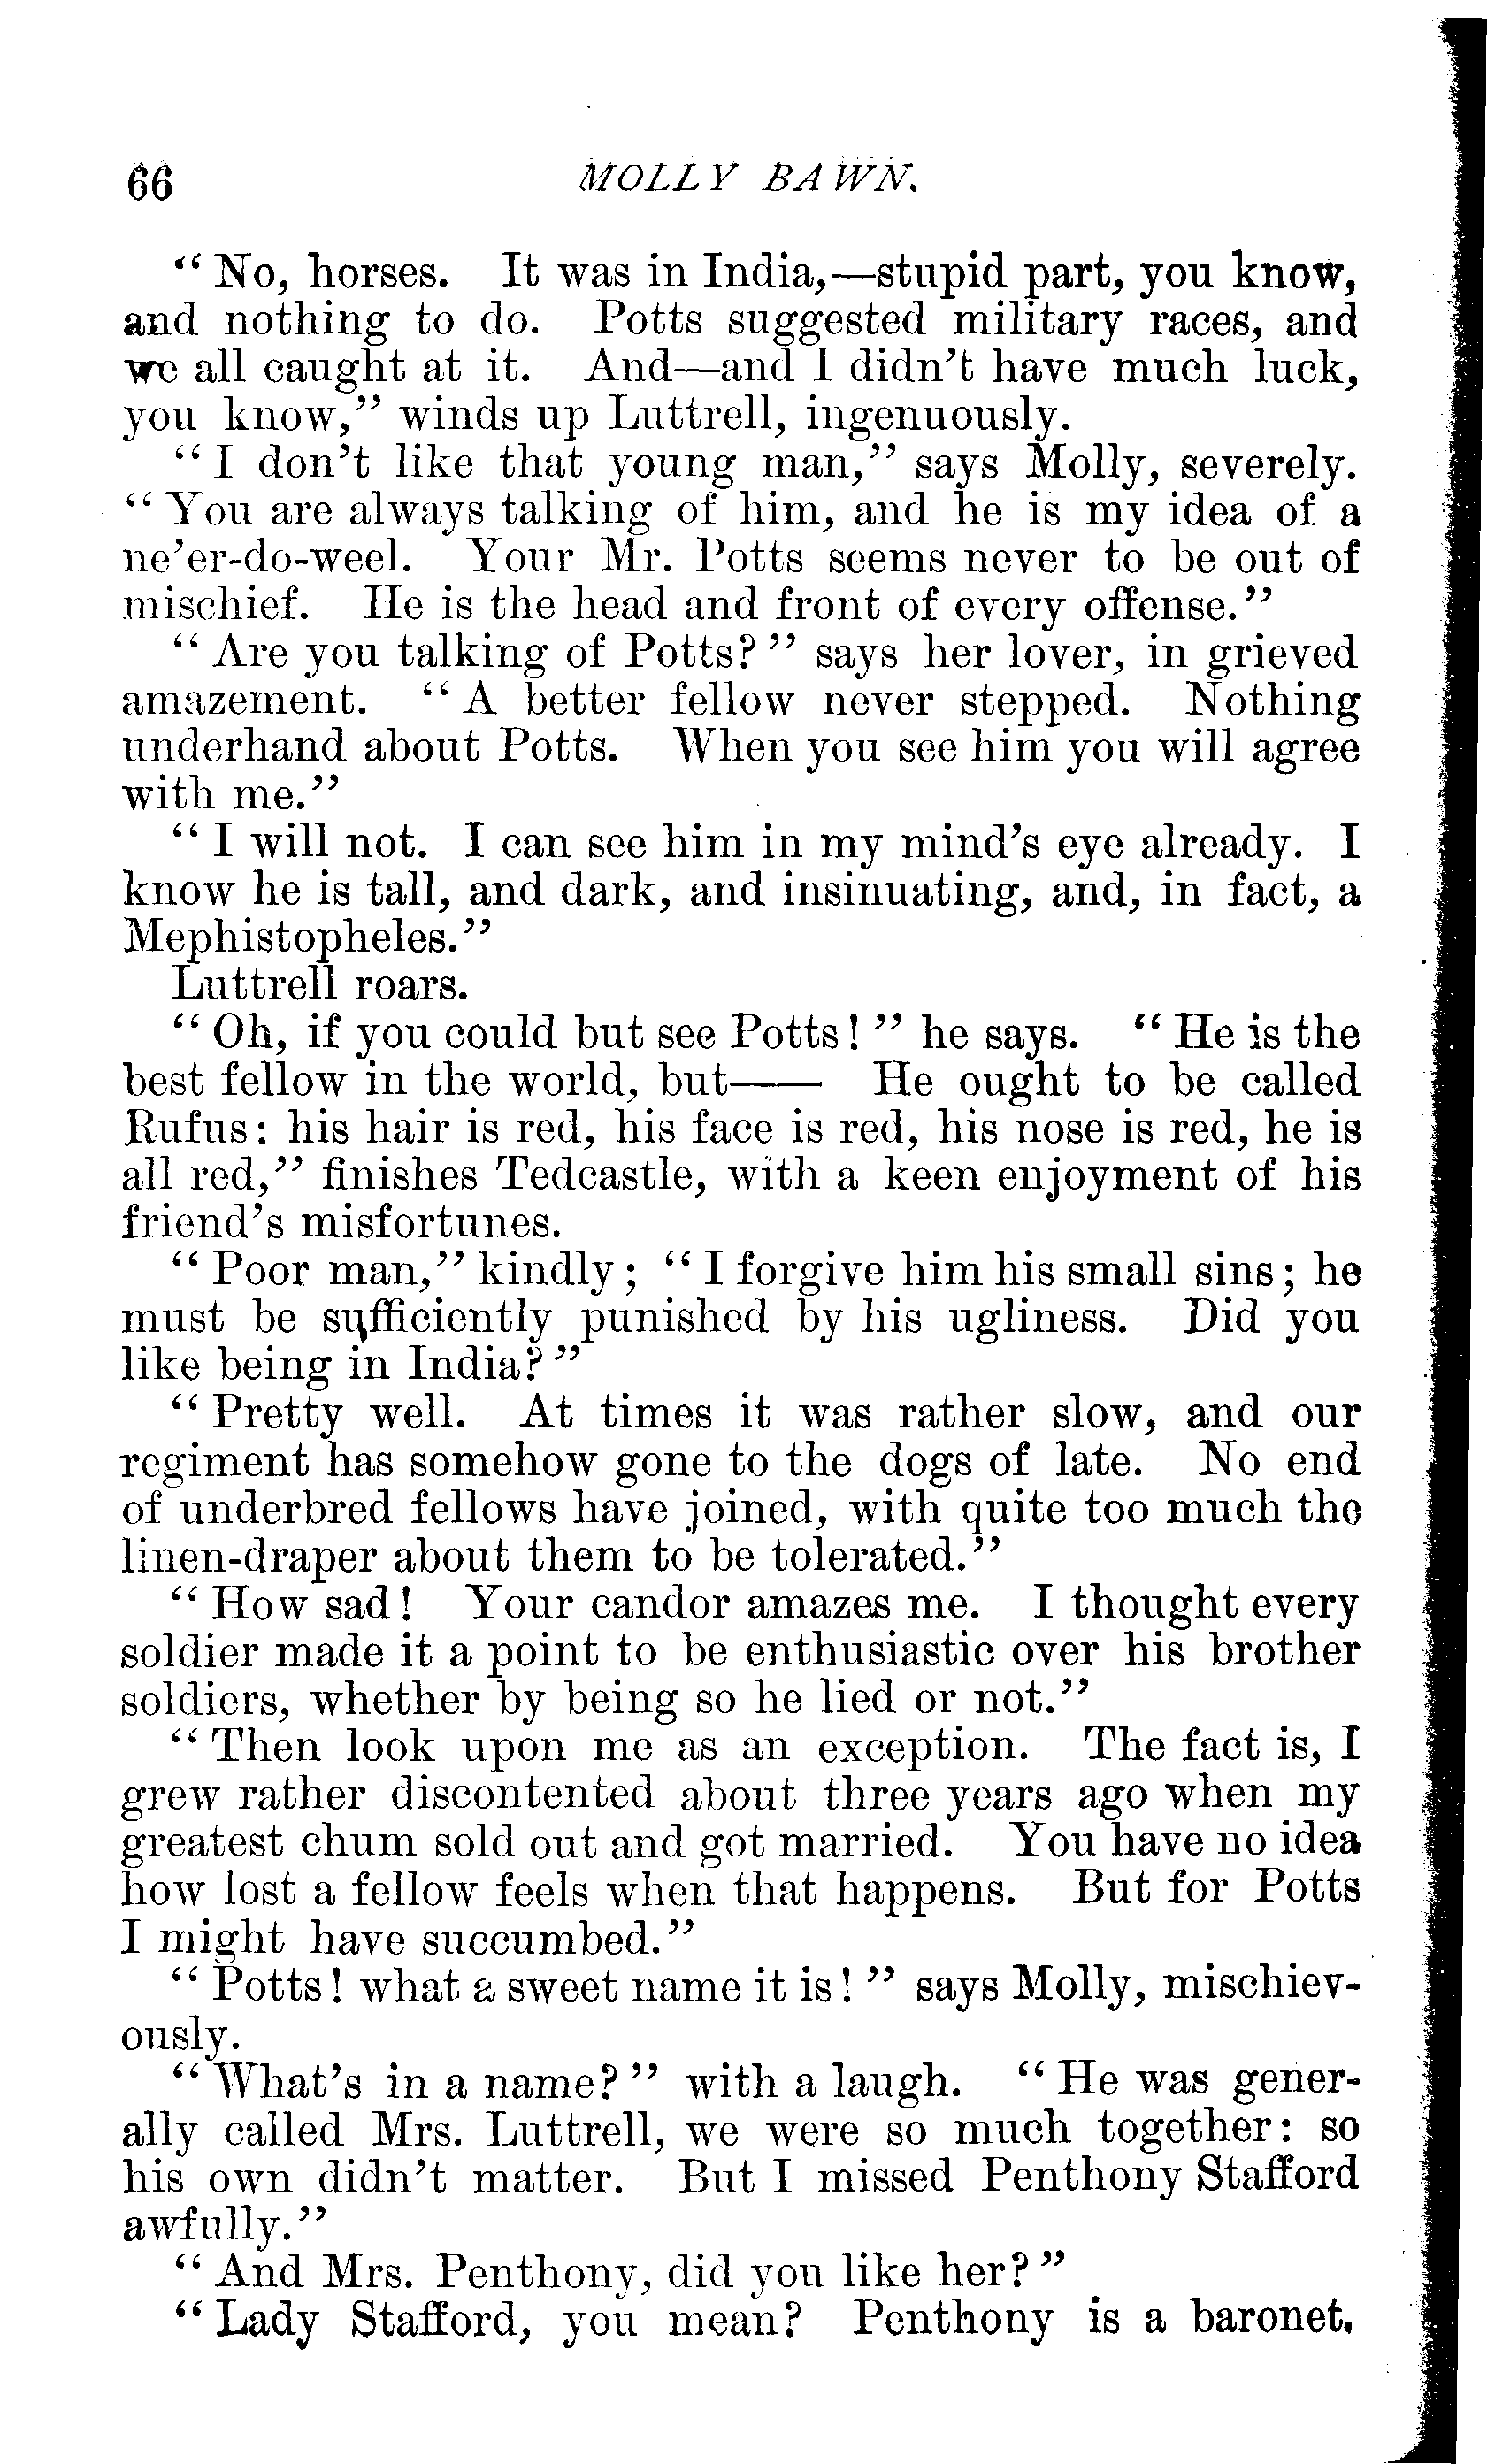 66 MOLLY BAWN.
"No, horses. It was in India,—stupid part, you know,
and nothing to do. Potts suggested military races, and
we all caught at it. And—and I didn't have much luck,
you know," winds up Luttrell, ingenuously.
"I don't like that young man," says Molly, severely.
"You are always talking of him, and he is my idea of a
ne'er-do-weel. Your Mr. Potts seems never to be out of
mischief. He is the head and front of every offense."
"Are you talking of Potts?" says her lover, in grieved
amazement. "A better fellow never stepped. Nothing
underhand about Potts. When you see him you will agree
with me."
"I will not. I can see him in my mind's eye already. I
know he is tall, and dark, and insinuating, and, in fact, a
Mephistopheles."
Luttrell roars.
"Oh, if you could but see Potts!" he says. "He is the
best fellow in the world, but—— He ought to be called
Rufus: his hair is red, his face is red, his nose is red, he is
all red," finishes Tedcastle, with a keen enjoyment of his
friend's misfortunes.
"Poor man," kindly; "I forgive him his small sins; he
must be sufficiently punished by his ugliness. Did you
like being in India?"
"Pretty well. At times it was rather slow, and our
regiment has somehow gone to the dogs of late. No end
of underbred fellows have joined, with quite too much the
linen-draper about them to be tolerated."
"How sad! Your candor amazes me. I thought every
soldier made it a point to be enthusiastic over his brother
soldiers, whether by being so he lied or not."
"Then look upon me as an exception. The fact is, I
grew rather discontented about three years ago when my
greatest chum sold out and got married. You have no idea
how lost a fellow feels when that happens. But for Potts
I might have succumbed."
"Potts! what a sweet name it is!" says Molly, mischiev-
ously.
"What's in a name?" with a laugh. "He was gener-
ally called Mrs. Luttrell, we were so much together: so
his own didn't matter. But I missed Penthony Stafford
awfully."
"And Mrs. Penthony, did you like her?"
"Lady Stafford, you mean? Penthony is a baronet.